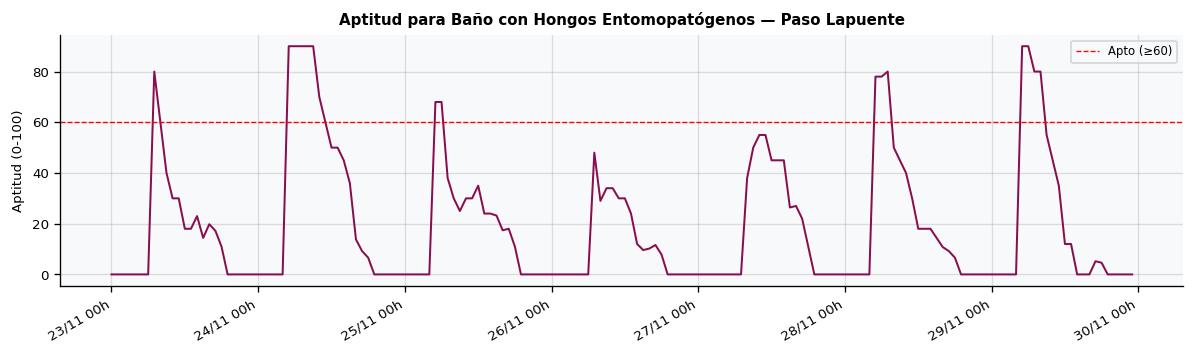 Aptitud para Baño con Hongos Entomopatógenos — Paso Lapuente
Apto (≥60)
Aptitud (0-100)
80
60
40
20
0
23/11 00h
24/11 00h
25/11 00h
26/11 00h
27/11 00h
28/11 00h
29/11 00h
30/11 00h